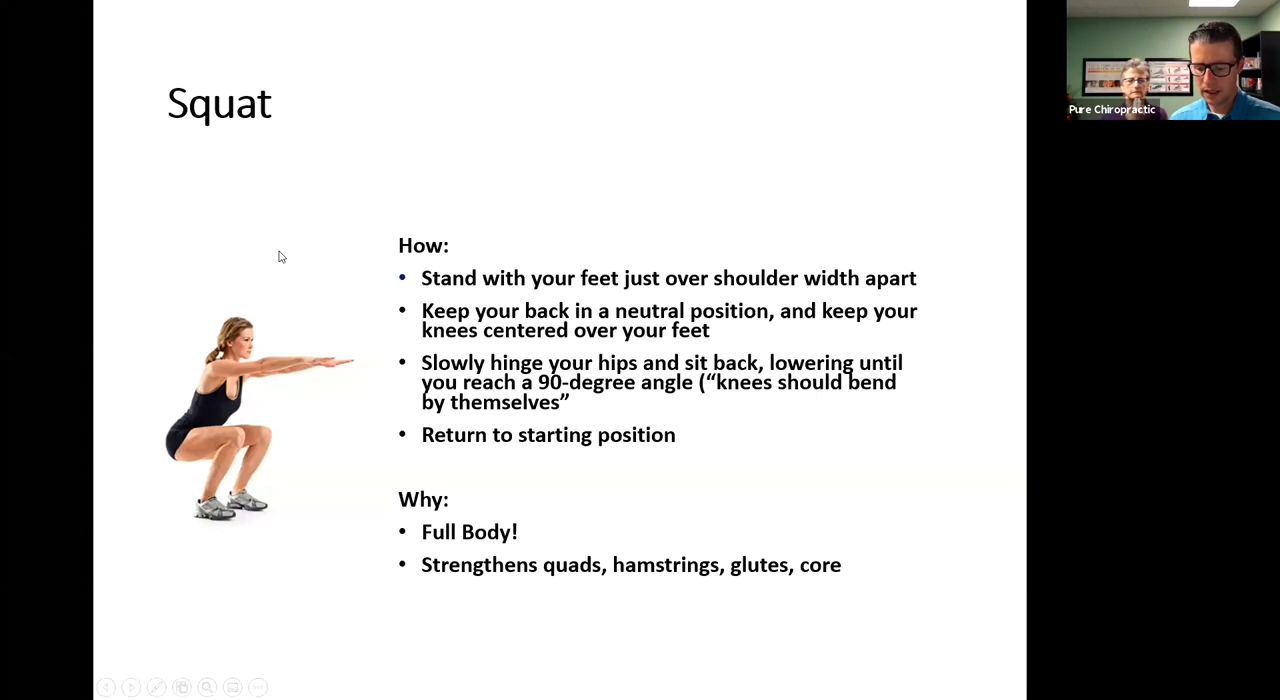 Squat
Pure Chiropractic
How:
• Stand with your feet just over shoulder width apart
• Keep your back in a neutral position, and keep your
knees centered over your feet
• Slowly hinge your hips and sit back, lowering until
you reach a 90-degree angle (“knees should bend
by themselves”
• Return to starting position
Why:
• Full Body!
• Strengthens quads, hamstrings, glutes, core